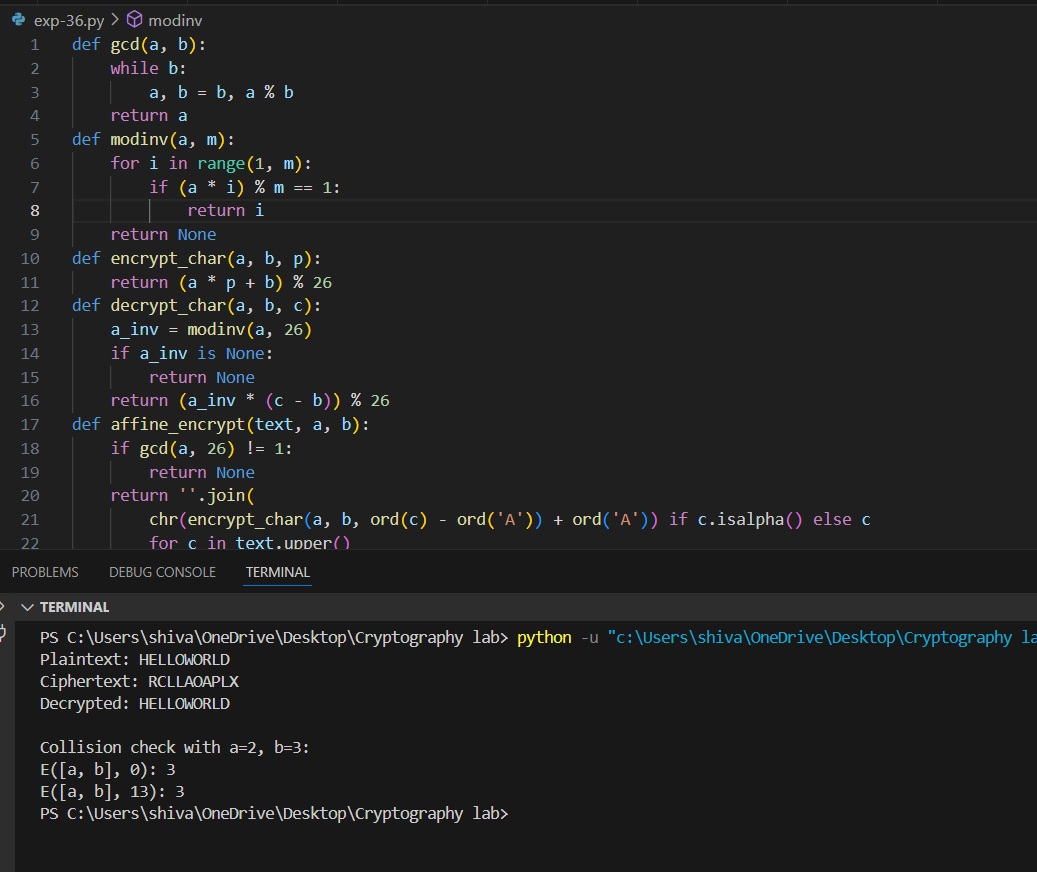 exp-36.py > modinv
1 def gcd(a, b):
2     while b:
3         a, b = b, a % b
4     return a
5 def modinv(a, m):
6     for i in range(1, m):
7         if (a * i) % m == 1:
8             return i
9     return None
10 def encrypt_char(a, b, p):
11     return (a * p + b) % 26
12 def decrypt_char(a, b, c):
13     a_inv = modinv(a, 26)
14     if a_inv is None:
15         return None
16     return (a_inv * (c - b)) % 26
17 def affine_encrypt(text, a, b):
18     if gcd(a, 26) != 1:
19         return None
20     return ''.join(
21         chr(encrypt_char(a, b, ord(c) - ord('A')) + ord('A')) if c.isalpha() else c
22         for c in text.upper()
PROBLEMS DEBUG CONSOLE TERMINAL
TERMINAL
PS C:\Users\shiva\OneDrive\Desktop\Cryptography lab> python -u "c:\Users\shiva\OneDrive\Desktop\Cryptography la
Plaintext: HELLOWORLD
Ciphertext: RCLLAOAPLX
Decrypted: HELLOWORLD
Collision check with a=2, b=3:
E([a, b], 0): 3
E([a, b], 13): 3
PS C:\Users\shiva\OneDrive\Desktop\Cryptography lab>